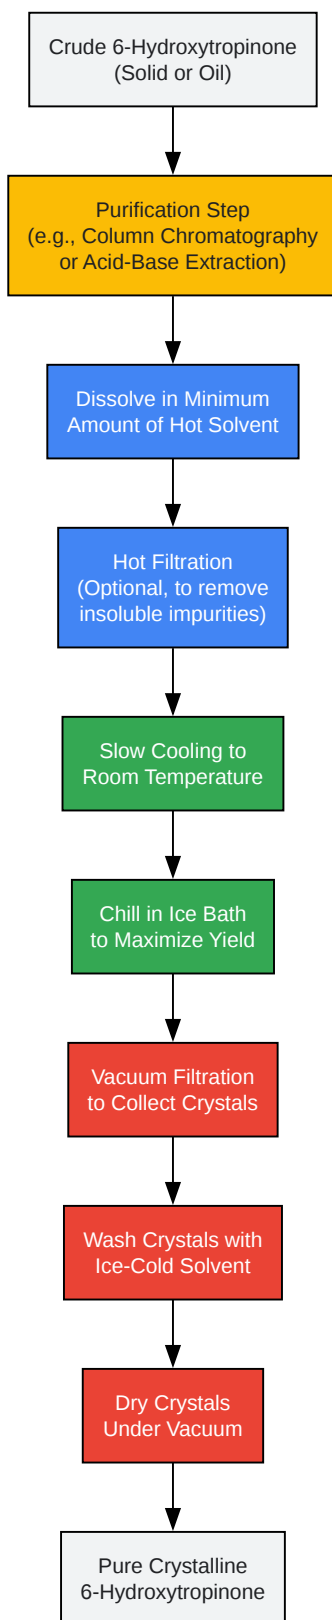 Crude 6-Hydroxytropinone
(Solid or Oil)
Purification Step
(e.g., Column Chromatography
or Acid-Base Extraction)
Dissolve in Minimum
Amount of Hot Solvent
Hot Filtration
(Optional, to remove
insoluble impurities)
Slow Cooling to
Room Temperature
Chill in Ice Bath
to Maximize Yield
Vacuum Filtration
to Collect Crystals
Wash Crystals with
Ice-Cold Solvent
Dry Crystals
Under Vacuum
Pure Crystalline
6-Hydroxytropinone